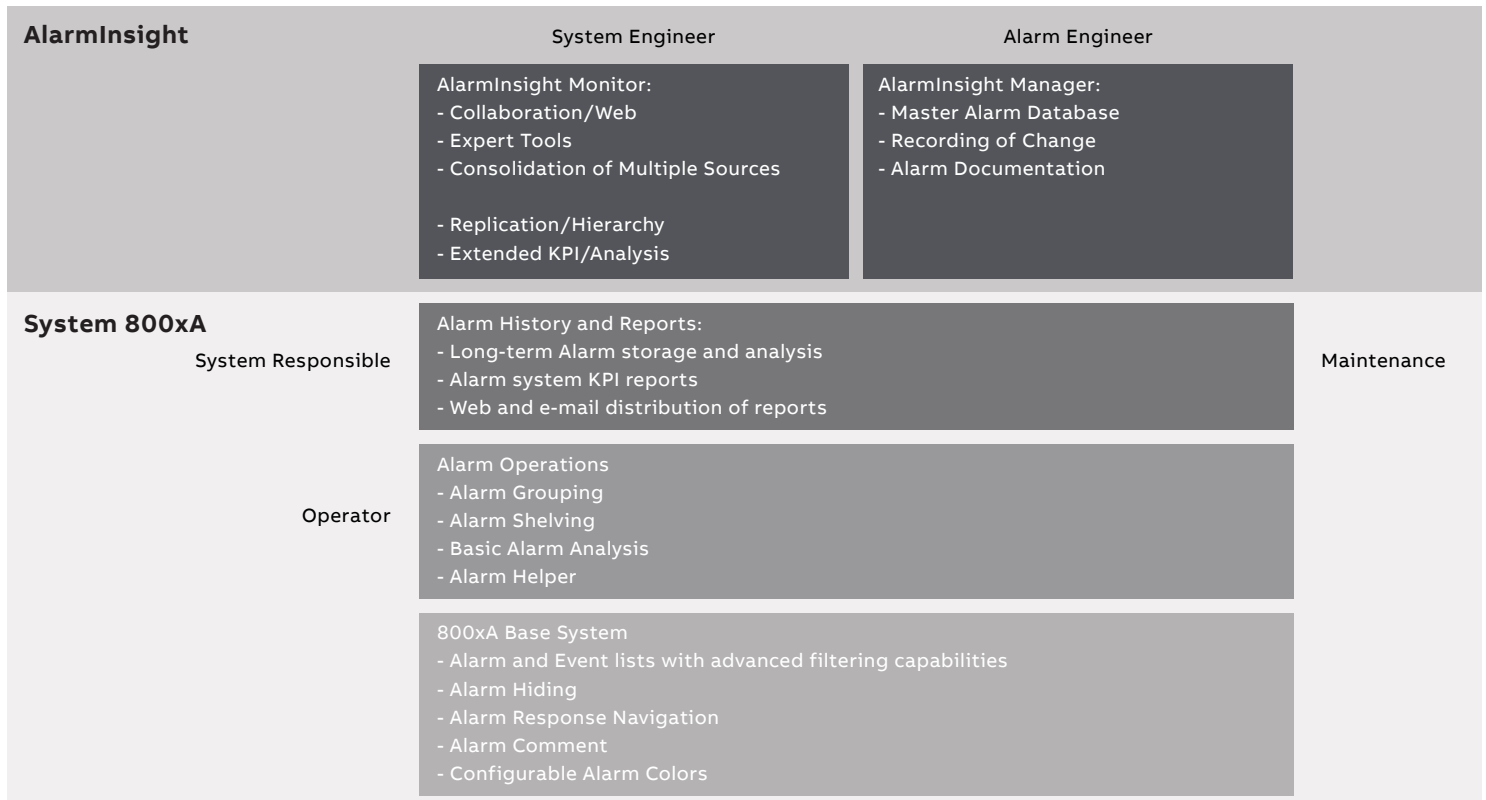 AlarmInsight
System Engineer
Alarm Engineer
AlarmInsight Monitor:
- Collaboration/Web
- Expert Tools
- Consolidation of Multiple Sources
- Replication/Hierarchy
- Extended KPI/Analysis
AlarmInsight Manager:
- Master Alarm Database
- Recording of Change
- Alarm Documentation
System 800xA
System Responsible
Alarm History and Reports:
- Long-term Alarm storage and analysis
- Alarm system KPI reports
- Web and e-mail distribution of reports
Maintenance
Operator
Alarm Operations
- Alarm Grouping
- Alarm Shelving
- Basic Alarm Analysis
- Alarm Helper
800xA Base System
- Alarm and Event lists with advanced filtering capabilities
- Alarm Hiding
- Alarm Response Navigation
- Alarm Comment
- Configurable Alarm Colors